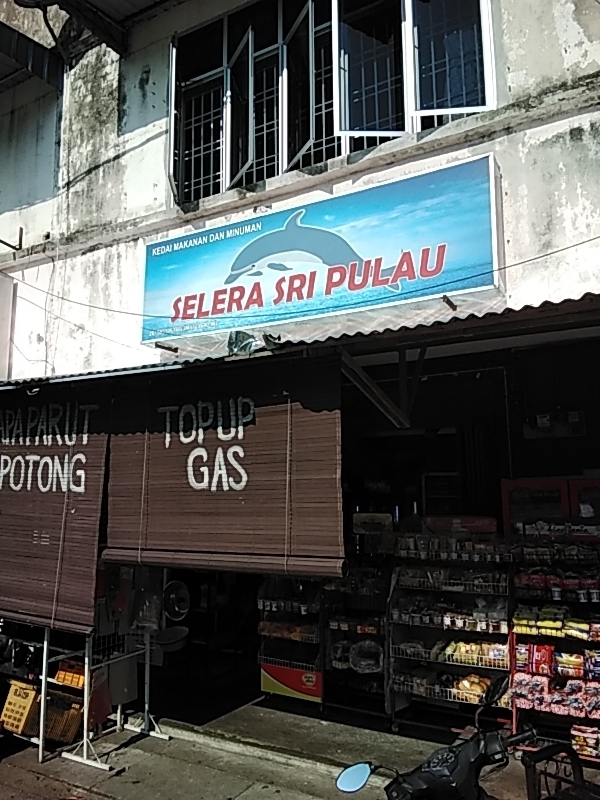 KEDAI MAKANAN DAN MINUMAN
SELERA SRI PULAU
APA PARUT
POTONG
TOPUP
GAS